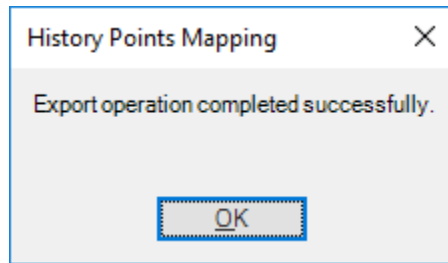 History Points Mapping
Export operation completed successfully.
OK